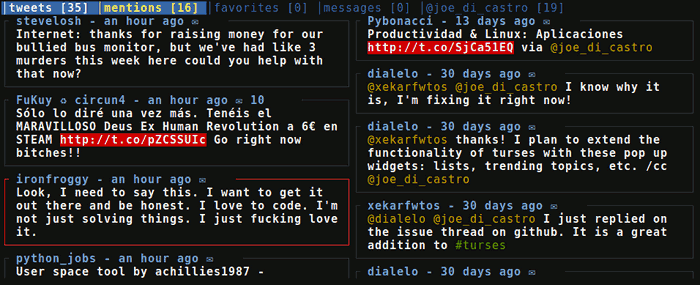 tweets [35] mentions [16] favorites [0] messages [0] @joe_di_castro [19]
stevelosh - an hour ago ✉
Internet: thanks for raising money for our
bullied bus monitor, but we've had like 3
murders this week here could you help with
that now?
FuKuy ♻ circun4 - an hour ago ✉ 10
Sólo lo diré una vez más. Tenéis el
MARAVILLOSO Deus Ex Human Revolution a 6€ en
STEAM http://t.co/pZCSSUIc Go right now
bitches!!
ironfroggy - an hour ago ✉
Look, I need to say this. I want to get it
out there and be honest. I love to code. I'm
not just solving things. I just fucking love
it.
python_jobs - an hour ago ✉
User space tool by achillies1987 -
Pybonacci - 13 days ago ✉
Productividad & Linux: Aplicaciones
http://t.co/SjCa51EQ via @joe_di_castro
dialelo - 30 days ago ✉
@xekarfwtos @joe_di_castro I know why it
is, I'm fixing it right now!
dialelo - 30 days ago ✉
@xekarfwtos thanks! I plan to extend the
functionality of turses with these pop up
widgets: lists, trending topics, etc. /cc
@joe_di_castro
xekarfwtos - 30 days ago ✉
@dialelo @joe_di_castro I just replied on
the issue thread on github. It is a great
addition to #turses
dialelo - 30 days ago ✉